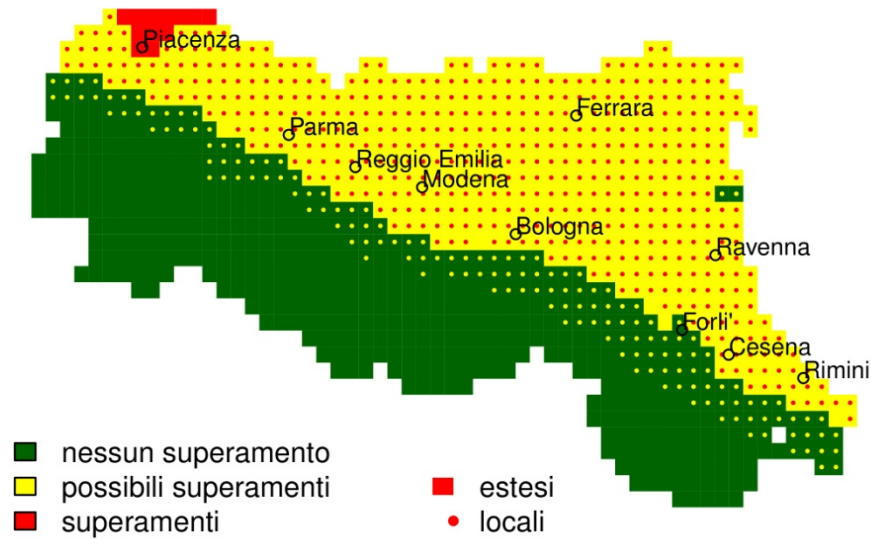 Piacenza
Ferrara
Parma
Reggio Emilia
Modena
Bologna
Ravenna
Forli'
Cesena
Rimini
nessun superamento
possibili superamenti
superamenti
estesi
locali